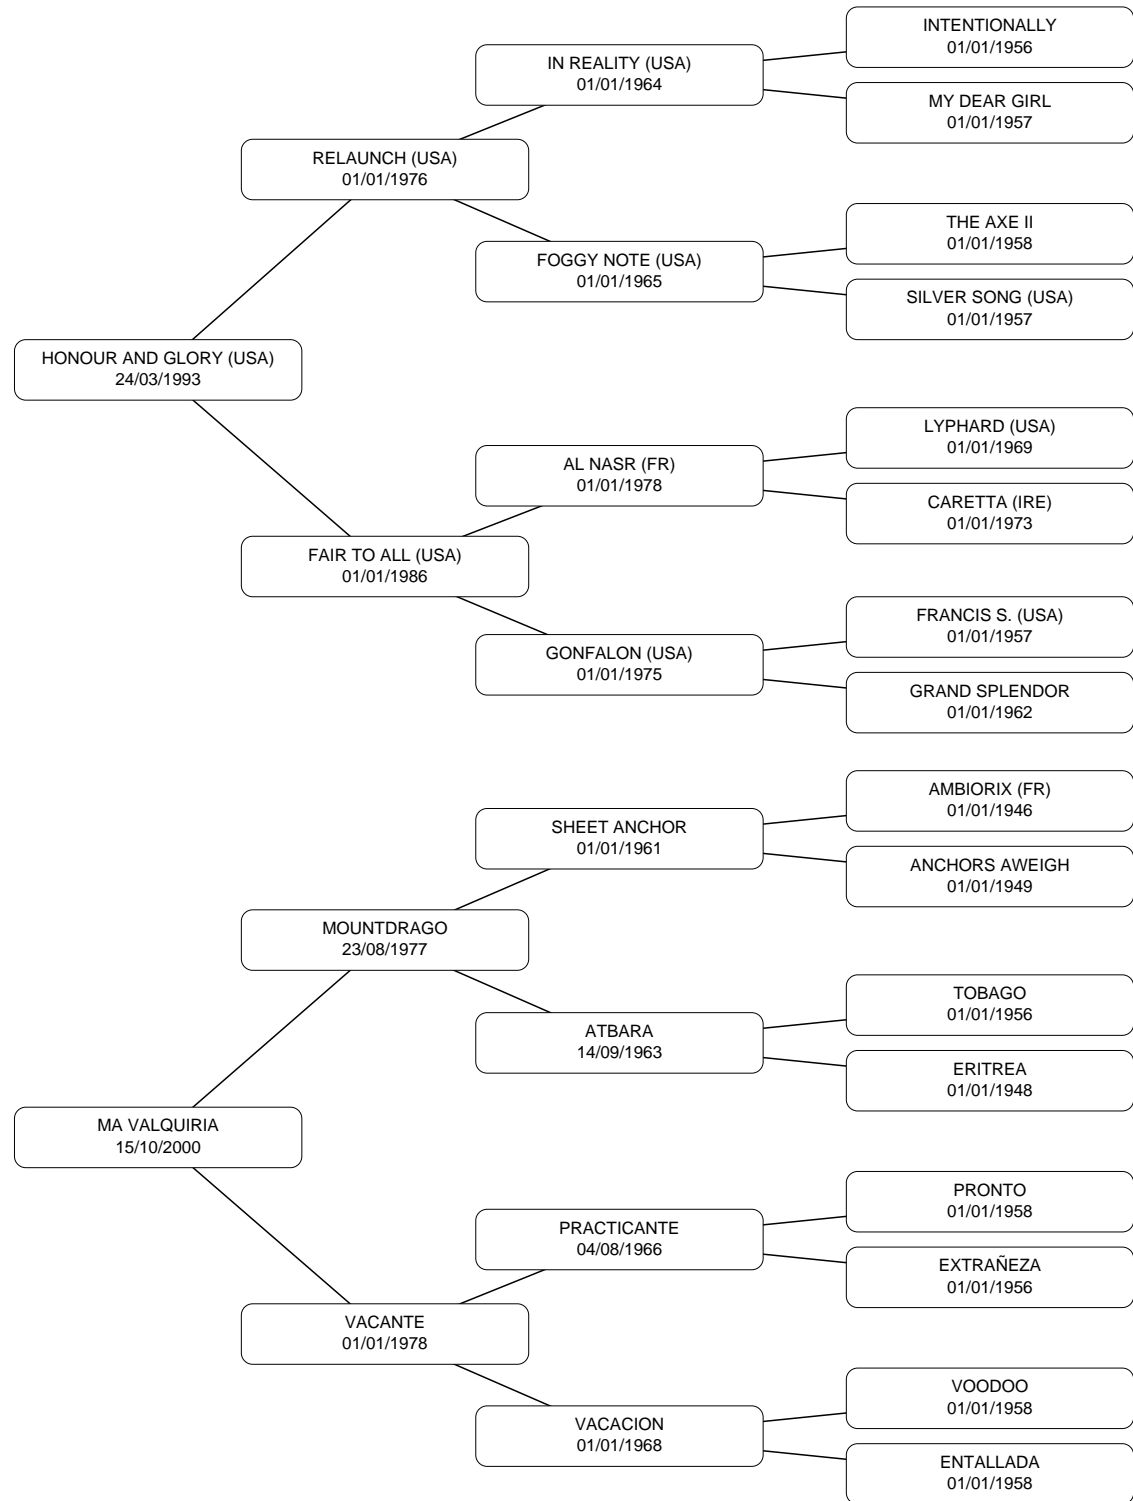 INTENTIONALLY
01/01/1956
IN REALITY (USA)
01/01/1964
MY DEAR GIRL
01/01/1957
RELAUNCH (USA)
01/01/1976
THE AXE II
01/01/1958
FOGGY NOTE (USA)
01/01/1965
SILVER SONG (USA)
01/01/1957
HONOUR AND GLORY (USA)
24/03/1993
LYPHARD (USA)
01/01/1969
AL NASR (FR)
01/01/1978
CARETTA (IRE)
01/01/1973
FAIR TO ALL (USA)
01/01/1986
FRANCIS S. (USA)
01/01/1957
GONFALON (USA)
01/01/1975
GRAND SPLENDOR
01/01/1962
AMBIORIX (FR)
01/01/1946
SHEET ANCHOR
01/01/1961
ANCHORS AWEIGH
01/01/1949
MOUNTDRAGO
23/08/1977
TOBAGO
01/01/1956
ATBARA
14/09/1963
ERITREA
01/01/1948
MA VALQUIRIA
15/10/2000
PRONTO
01/01/1958
PRACTICANTE
04/08/1966
EXTRAÑEZA
01/01/1956
VACANTE
01/01/1978
VOODOO
01/01/1958
VACACION
01/01/1968
ENTALLADA
01/01/1958